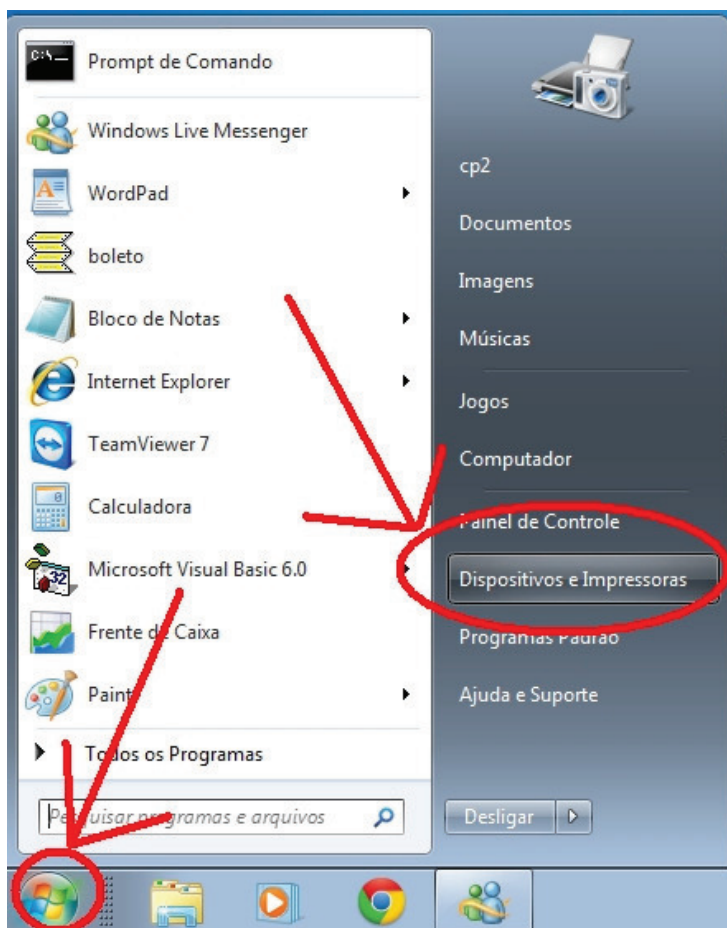 Prompt de Comando
Windows Live Messenger
WordPad
boleto
Bloco de Notas
Internet Explorer
TeamViewer 7
Calculadora
Microsoft Visual Basic 6.0
Frente de Caixa
Paint
Todos os Programas
Pesquisar programas e arquivos
cp2
Documentos
Imagens
Músicas
Jogos
Computador
Painel de Controle
Dispositivos e Impressoras
Programas Padrão
Ajuda e Suporte
Desligar